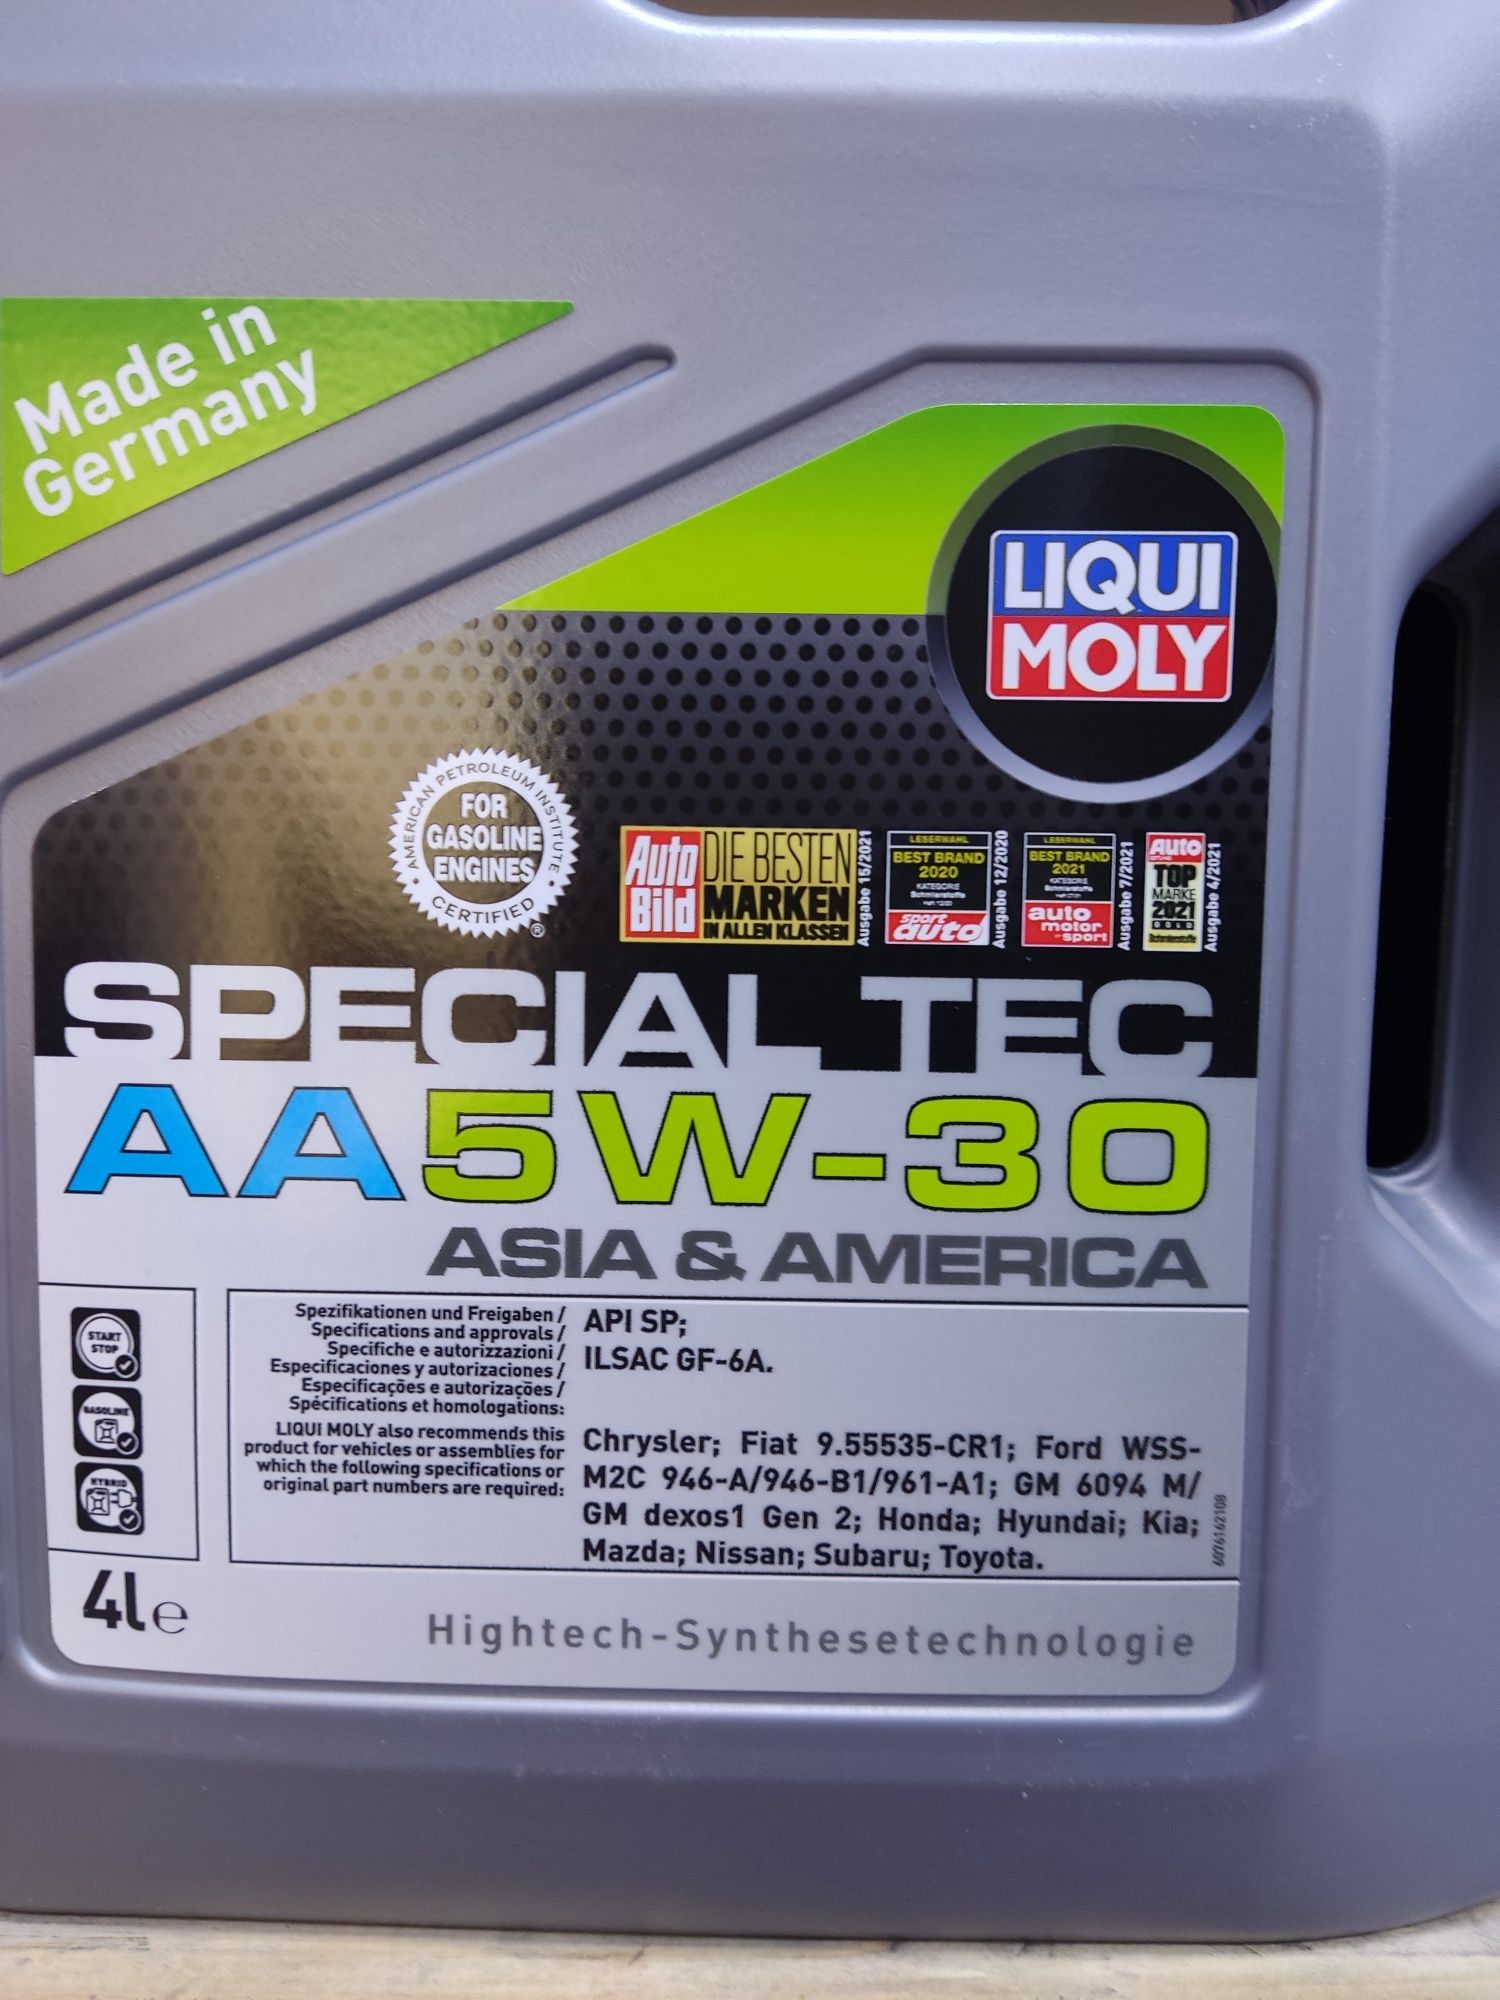 Made in
Germany
LIQUI
MOLY
AMERICAN PETROLEUM INSTITUTE
FOR
GASOLINE
ENGINES
CERTIFIED
®
Auto
Bild
DIE BESTEN
MARKEN
IN ALLEN KLASSEN
Ausgabe 15/2021
LESERWAHL
BEST BRAND
2020
KATEGORIE
Schmierstoffe
sport
auto
Ausgabe 12/2020
LESERWAHL
BEST BRAND
2021
KATEGORIE
Schmierstoffe
auto
motor
sport
Ausgabe 7/2021
Auto
TOP
MARKE
2021
GOLD
Ausgabe 4/2021
SPECIAL TEC
AA 5W-30
ASIA & AMERICA
START
STOP
GASOLINE
HYBRID
Spezifikationen und Freigaben /
Specifications and approvals /
Specifiche e autorizzazioni /
Especificaciones y autorizaciones /
Especificações e autorizações /
Spécifications et homologations:
API SP;
ILSAC GF-6A.
LIQUI MOLY also recommends this
product for vehicles or assemblies for
which the following specifications or
original part numbers are required:
Chrysler; Fiat 9.55535-CR1; Ford WSS-
M2C 946-A/946-B1/961-A1; GM 6094 M/
GM dexos1 Gen 2; Honda; Hyundai; Kia;
Mazda; Nissan; Subaru; Toyota.
4l e
Hightech-Synthesetechnologie